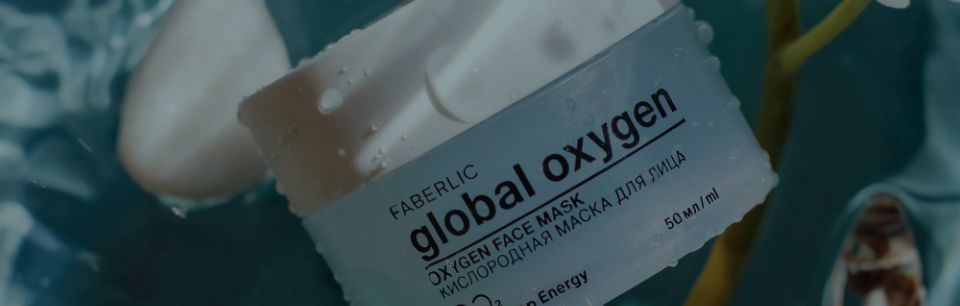 FABERLIC
global oxygen
OXYGEN FACE MASK
КИСЛОРОДНАЯ МАСКА ДЛЯ ЛИЦА
50 мл/ml
Energy